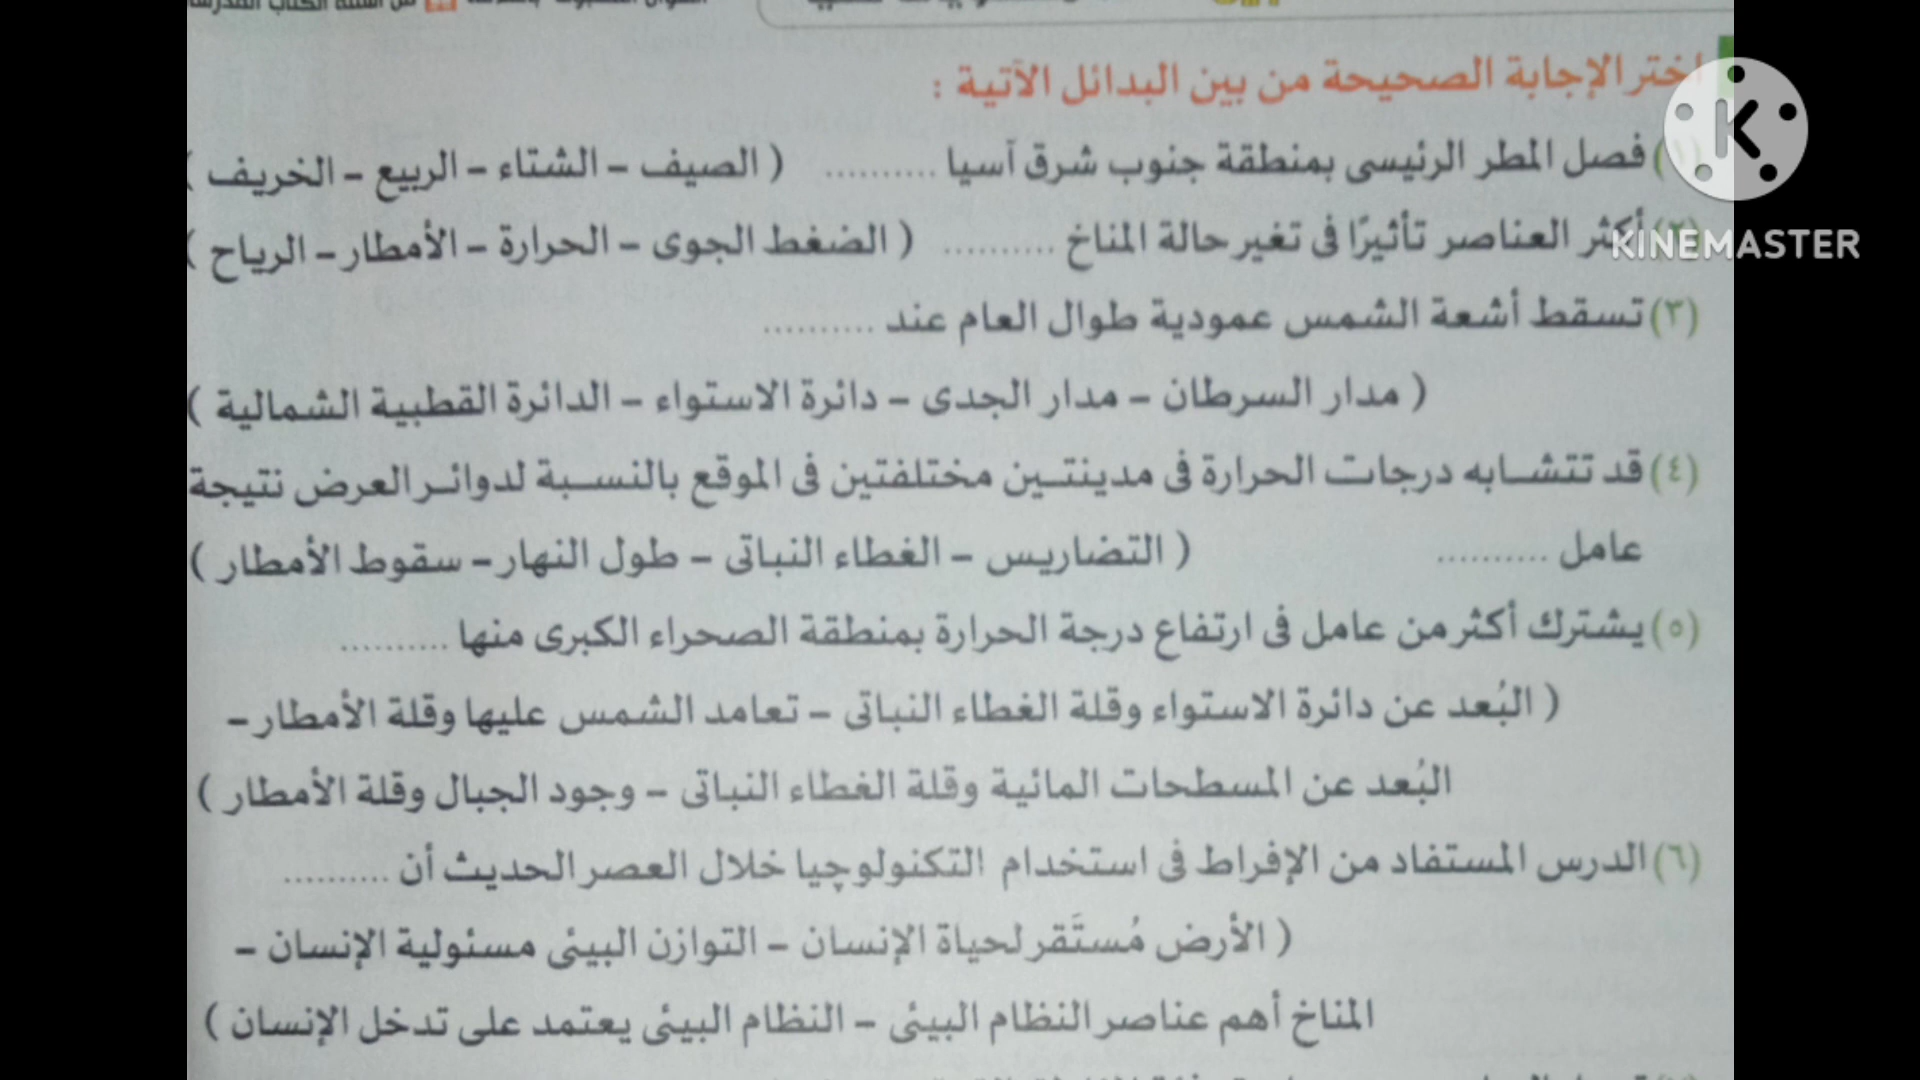 من أسئلة الكتاب المدرسى
اختر الإجابة الصحيحة من بين البدائل الآتية :
(١) فصل المطر الرئيسى بمنطقة جنوب شرق آسيا .......... ( الصيف – الشتاء – الربيع – الخريف )
(٢) أكثر العناصر تأثيرًا فى تغير حالة المناخ .......... ( الضغط الجوى – الحرارة – الأمطار – الرياح )
KINEMASTER
(٣) تسقط أشعة الشمس عمودية طوال العام عند ..........
( مدار السرطان – مدار الجدى – دائرة الاستواء – الدائرة القطبية الشمالية )
(٤) قد تتشابه درجات الحرارة فى مدينتين مختلفتين فى الموقع بالنسبة لدوائر العرض نتيجة
عامل .......... ( التضاريس – الغطاء النباتى – طول النهار – سقوط الأمطار )
(٥) يشترك أكثر من عامل فى ارتفاع درجة الحرارة بمنطقة الصحراء الكبرى منها ..........
( البُعد عن دائرة الاستواء وقلة الغطاء النباتى – تعامد الشمس عليها وقلة الأمطار –
البُعد عن المسطحات المائية وقلة الغطاء النباتى – وجود الجبال وقلة الأمطار )
(٦) الدرس المستفاد من الإفراط فى استخدام التكنولوچيا خلال العصر الحديث أن ..........
( الأرض مُستَقر لحياة الإنسان – التوازن البيئى مسئولية الإنسان –
المناخ أهم عناصر النظام البيئى – النظام البيئى يعتمد على تدخل الإنسان )